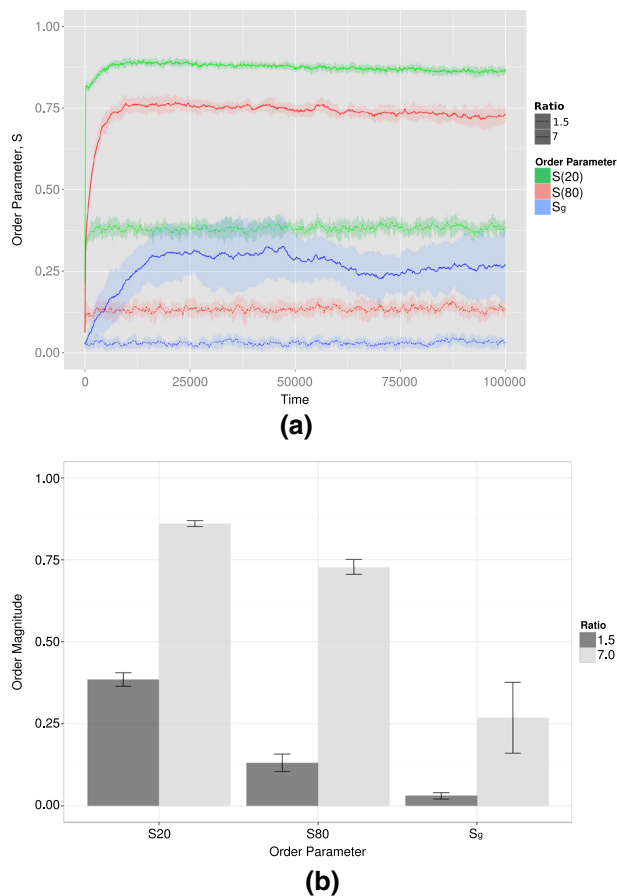 1.00
0.75
0.50
0.25
0.00
Order Parameter, S
0
25000
50000
75000
100000
Time
Ratio
1.5
7
Order Parameter
S(20)
S(80)
Sg
(a)
1.00
0.75
0.50
0.25
0.00
Order Magnitude
S20
S80
Sg
Order Parameter
Ratio
1.5
7.0
(b)